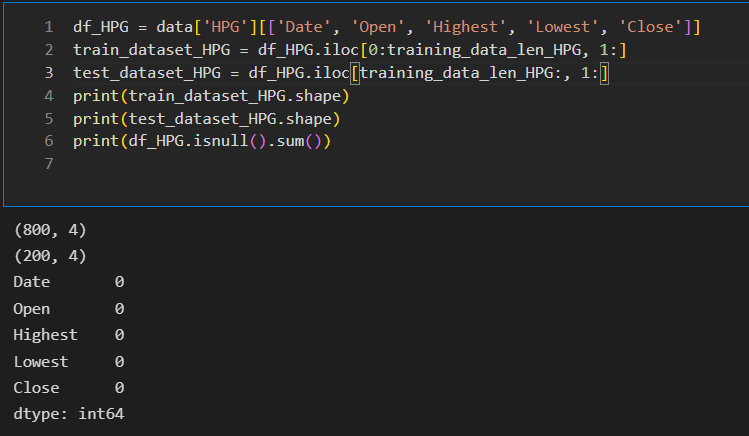 1 df_HPG = data['HPG'][['Date', 'Open', 'Highest', 'Lowest', 'Close']]
2 train_dataset_HPG = df_HPG.iloc[0:training_data_len_HPG, 1:]
3 test_dataset_HPG = df_HPG.iloc[training_data_len_HPG:, 1:]
4 print(train_dataset_HPG.shape)
5 print(test_dataset_HPG.shape)
6 print(df_HPG.isnull().sum())
7
(800, 4)
(200, 4)
Date 0
Open 0
Highest 0
Lowest 0
Close 0
dtype: int64